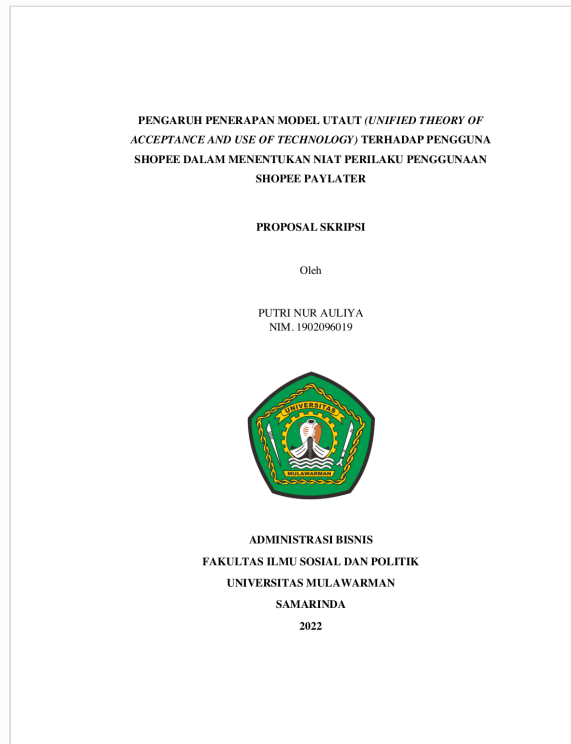 PENGARUH PENERAPAN MODEL UTAUT (UNIFIED THEORY OF
ACCEPTANCE AND USE OF TECHNOLOGY) TERHADAP PENGGUNA
SHOPEE DALAM MENENTUKAN NIAT PERILAKU PENGGUNAAN
SHOPEE PAYLATER
PROPOSAL SKRIPSI
Oleh
PUTRI NUR AULIYA
NIM. 1902096019
UNIVERSITAS
MULAWARMAN
ADMINISTRASI BISNIS
FAKULTAS ILMU SOSIAL DAN POLITIK
UNIVERSITAS MULAWARMAN
SAMARINDA
2022